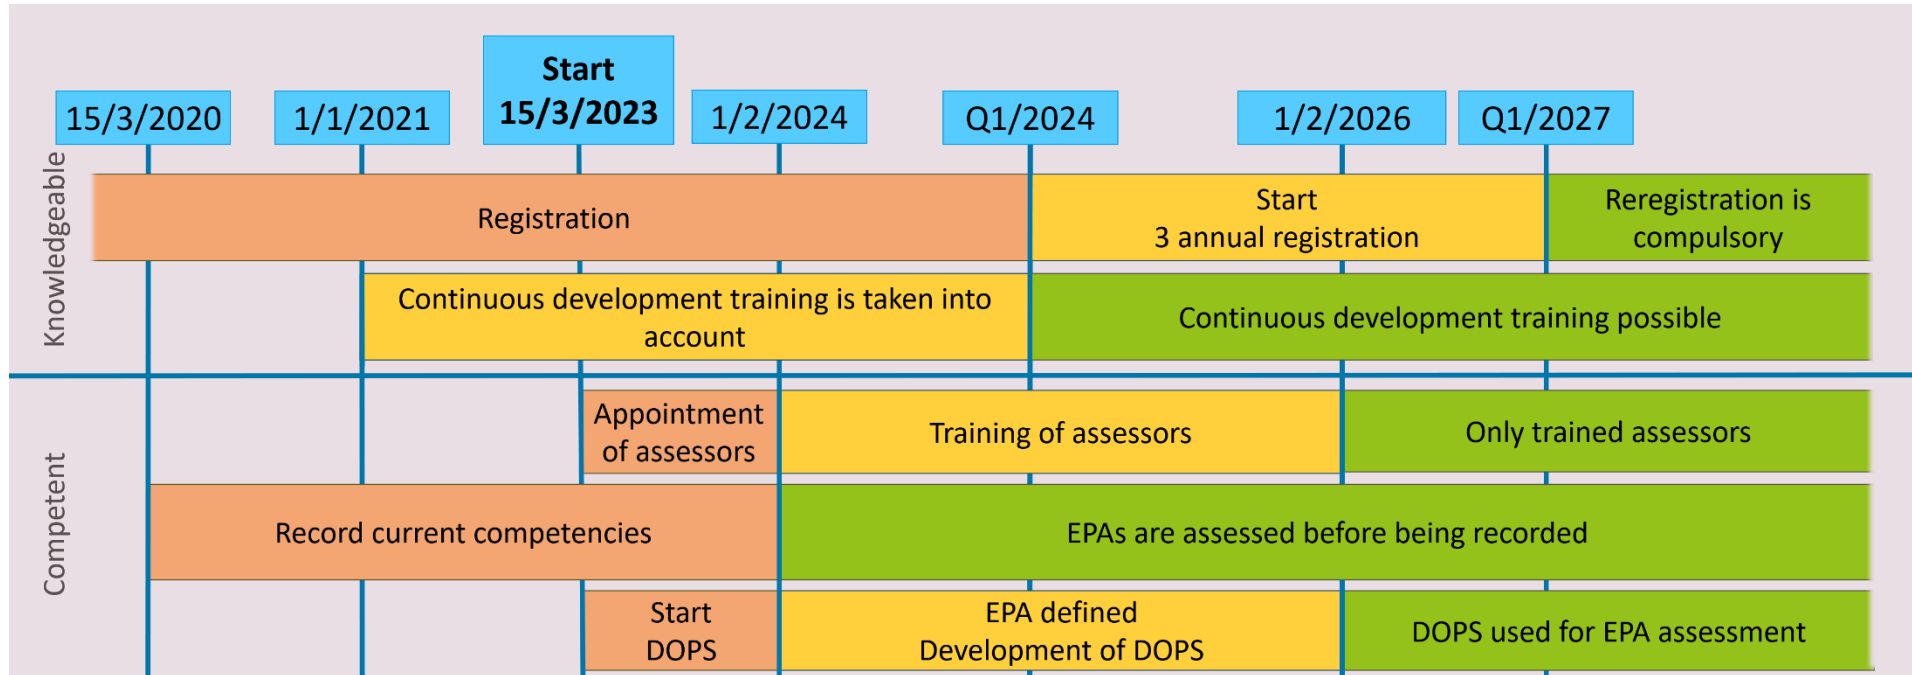 Start
15/3/2023
15/3/2020
1/1/2021
1/2/2024
Q1/2024
1/2/2026
Q1/2027
Knowledgeable
Registration
Start
3 annual registration
Reregistration is
compulsory
Continuous development training is taken into
account
Continuous development training possible
Competent
Appointment
of assessors
Training of assessors
Only trained assessors
Record current competencies
EPAs are assessed before being recorded
Start
DOPS
EPA defined
Development of DOPS
DOPS used for EPA assessment